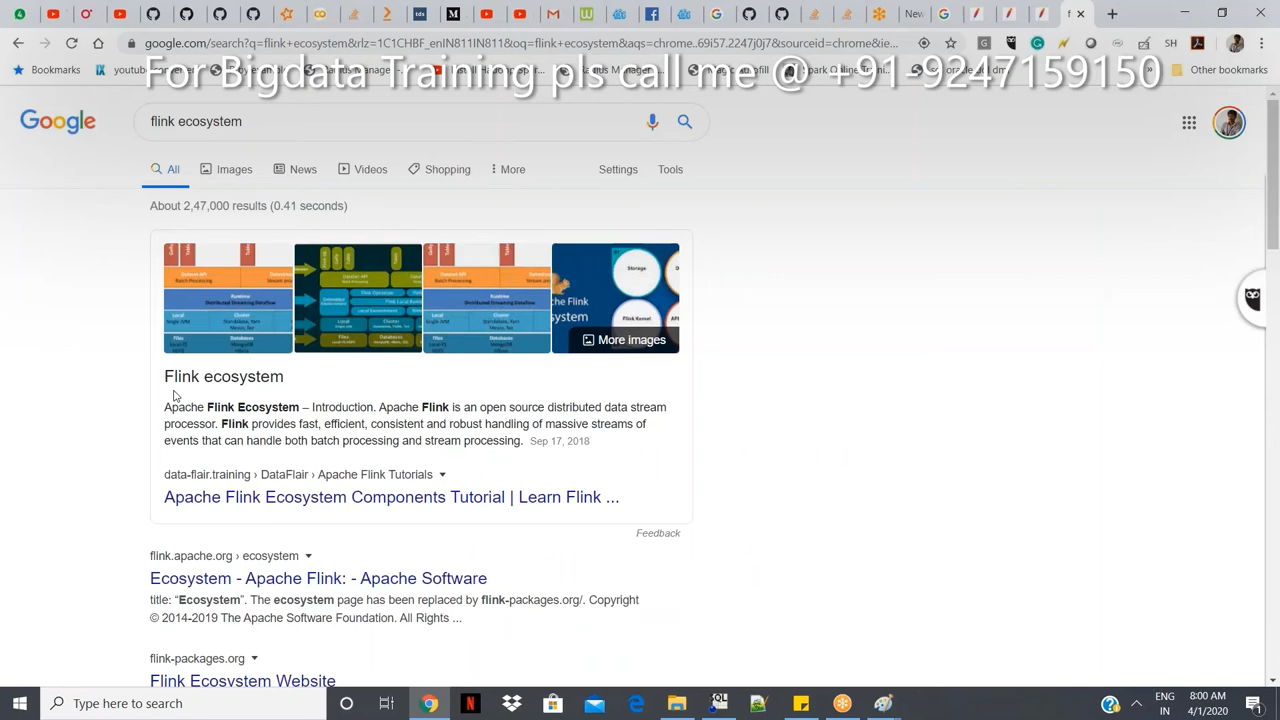 New
f
google.com/search?q=flink+ecosystem&rlz=1C1CHBF_enIN811IN811&oq=flink+ecosystem&aqs=chrome..69i57.2247j0j7&sourceid=chrome&ie...
Bookmarks
Other bookmarks
For Bigdata Training pls call me @ +91-9247159150
Google
flink ecosystem
All
Images
News
Videos
Shopping
More
Settings
Tools
About 2,47,000 results (0.41 seconds)
More images
Flink ecosystem
Apache Flink Ecosystem – Introduction. Apache Flink is an open source distributed data stream
processor. Flink provides fast, efficient, consistent and robust handling of massive streams of
events that can handle both batch processing and stream processing. Sep 17, 2018
data-flair.training › DataFlair › Apache Flink Tutorials
Apache Flink Ecosystem Components Tutorial | Learn Flink ...
Feedback
flink.apache.org › ecosystem
Ecosystem - Apache Flink: - Apache Software
title: “Ecosystem”. The ecosystem page has been replaced by flink-packages.org/. Copyright
© 2014-2019 The Apache Software Foundation. All Rights ...
flink-packages.org
Flink Ecosystem Website
Type here to search
ENG
IN
8:00 AM
4/1/2020